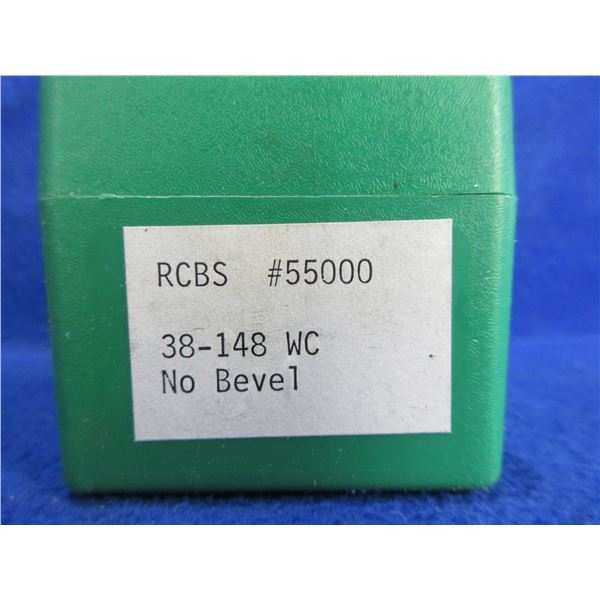 RCBS #55000
38-148 WC
No Bevel